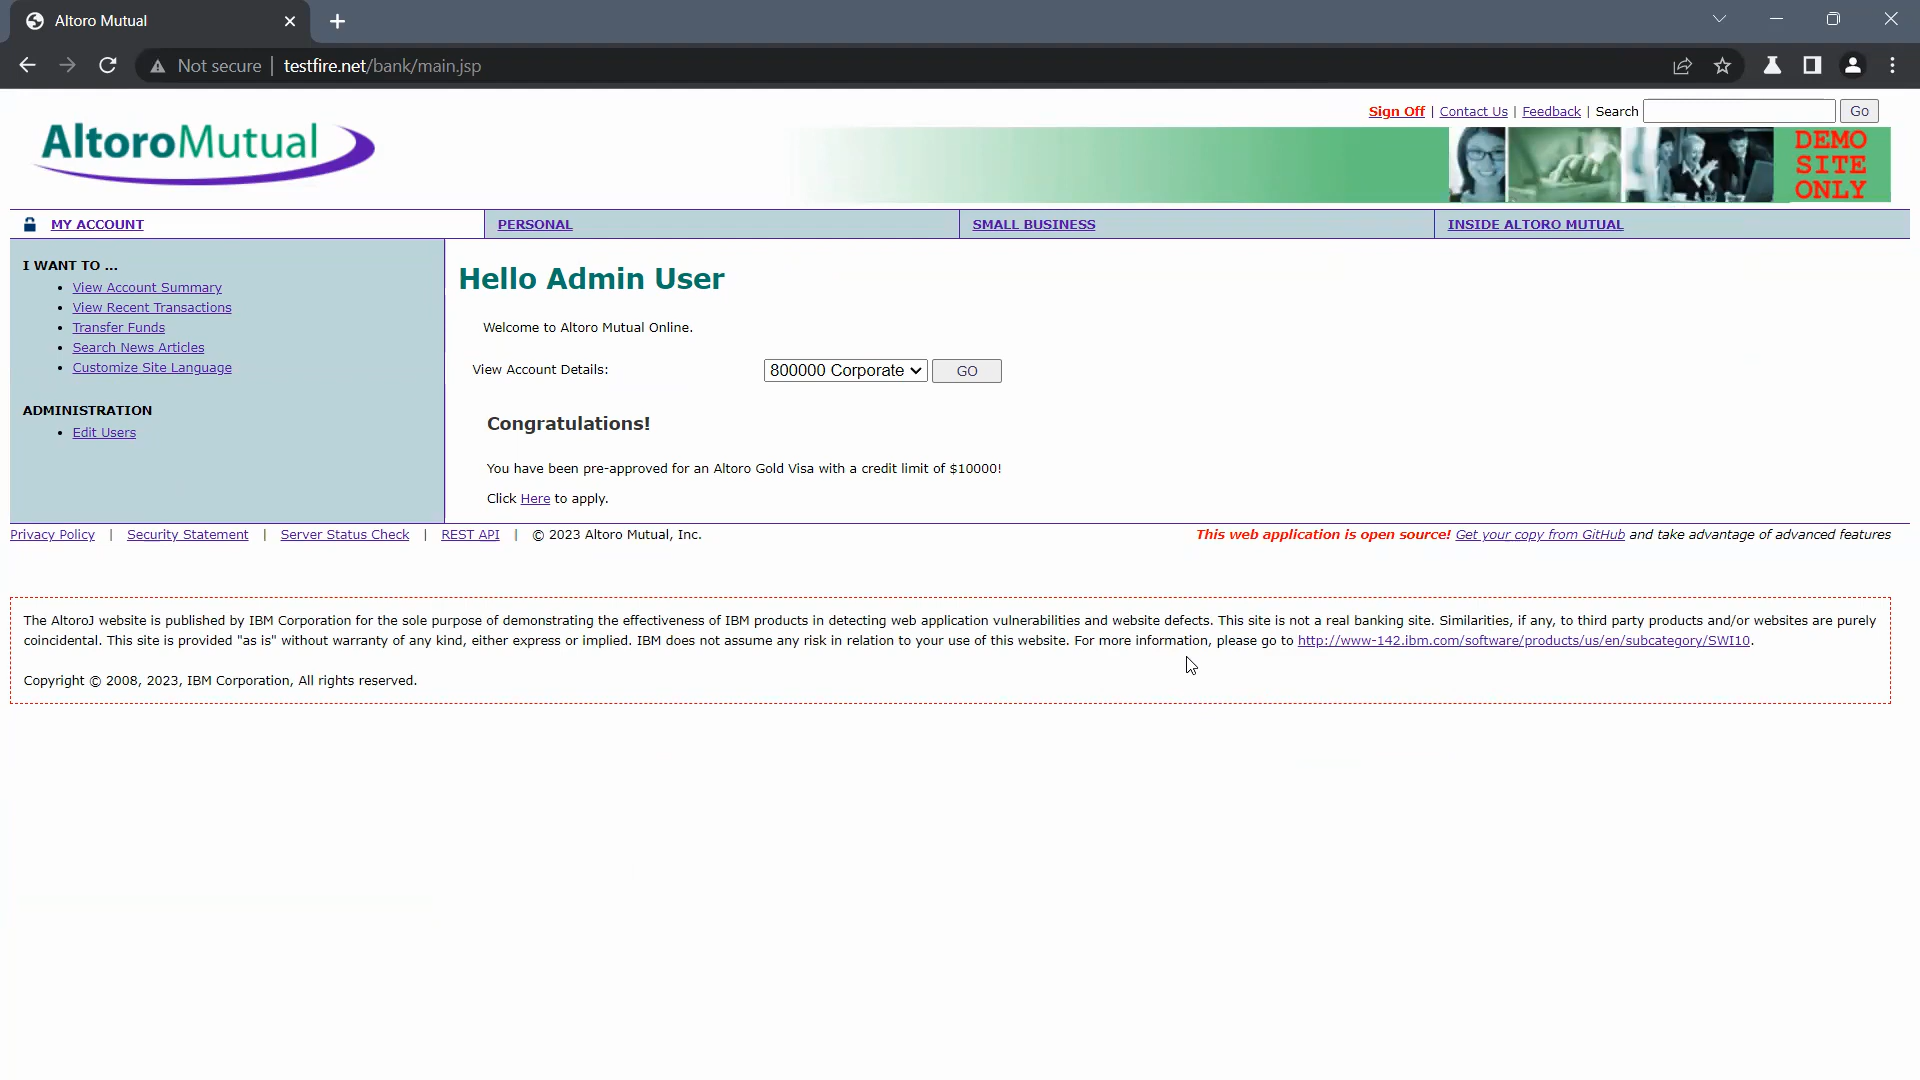 Altoro Mutual
Not secure | testfire.net/bank/main.jsp
Sign Off | Contact Us | Feedback | Search Go
AltoroMutual
DEMO
SITE
ONLY
MY ACCOUNT
PERSONAL
SMALL BUSINESS
INSIDE ALTORO MUTUAL
I WANT TO ...
• View Account Summary
• View Recent Transactions
• Transfer Funds
• Search News Articles
• Customize Site Language
ADMINISTRATION
• Edit Users
Hello Admin User
Welcome to Altoro Mutual Online.
View Account Details: 800000 Corporate GO
Congratulations!
You have been pre-approved for an Altoro Gold Visa with a credit limit of $10000!
Click Here to apply.
Privacy Policy | Security Statement | Server Status Check | REST API | © 2023 Altoro Mutual, Inc.
This web application is open source! Get your copy from GitHub and take advantage of advanced features
The AltoroJ website is published by IBM Corporation for the sole purpose of demonstrating the effectiveness of IBM products in detecting web application vulnerabilities and website defects. This site is not a real banking site. Similarities, if any, to third party products and/or websites are purely
coincidental. This site is provided "as is" without warranty of any kind, either express or implied. IBM does not assume any risk in relation to your use of this website. For more information, please go to http://www-142.ibm.com/software/products/us/en/subcategory/SWI10.
Copyright © 2008, 2023, IBM Corporation, All rights reserved.